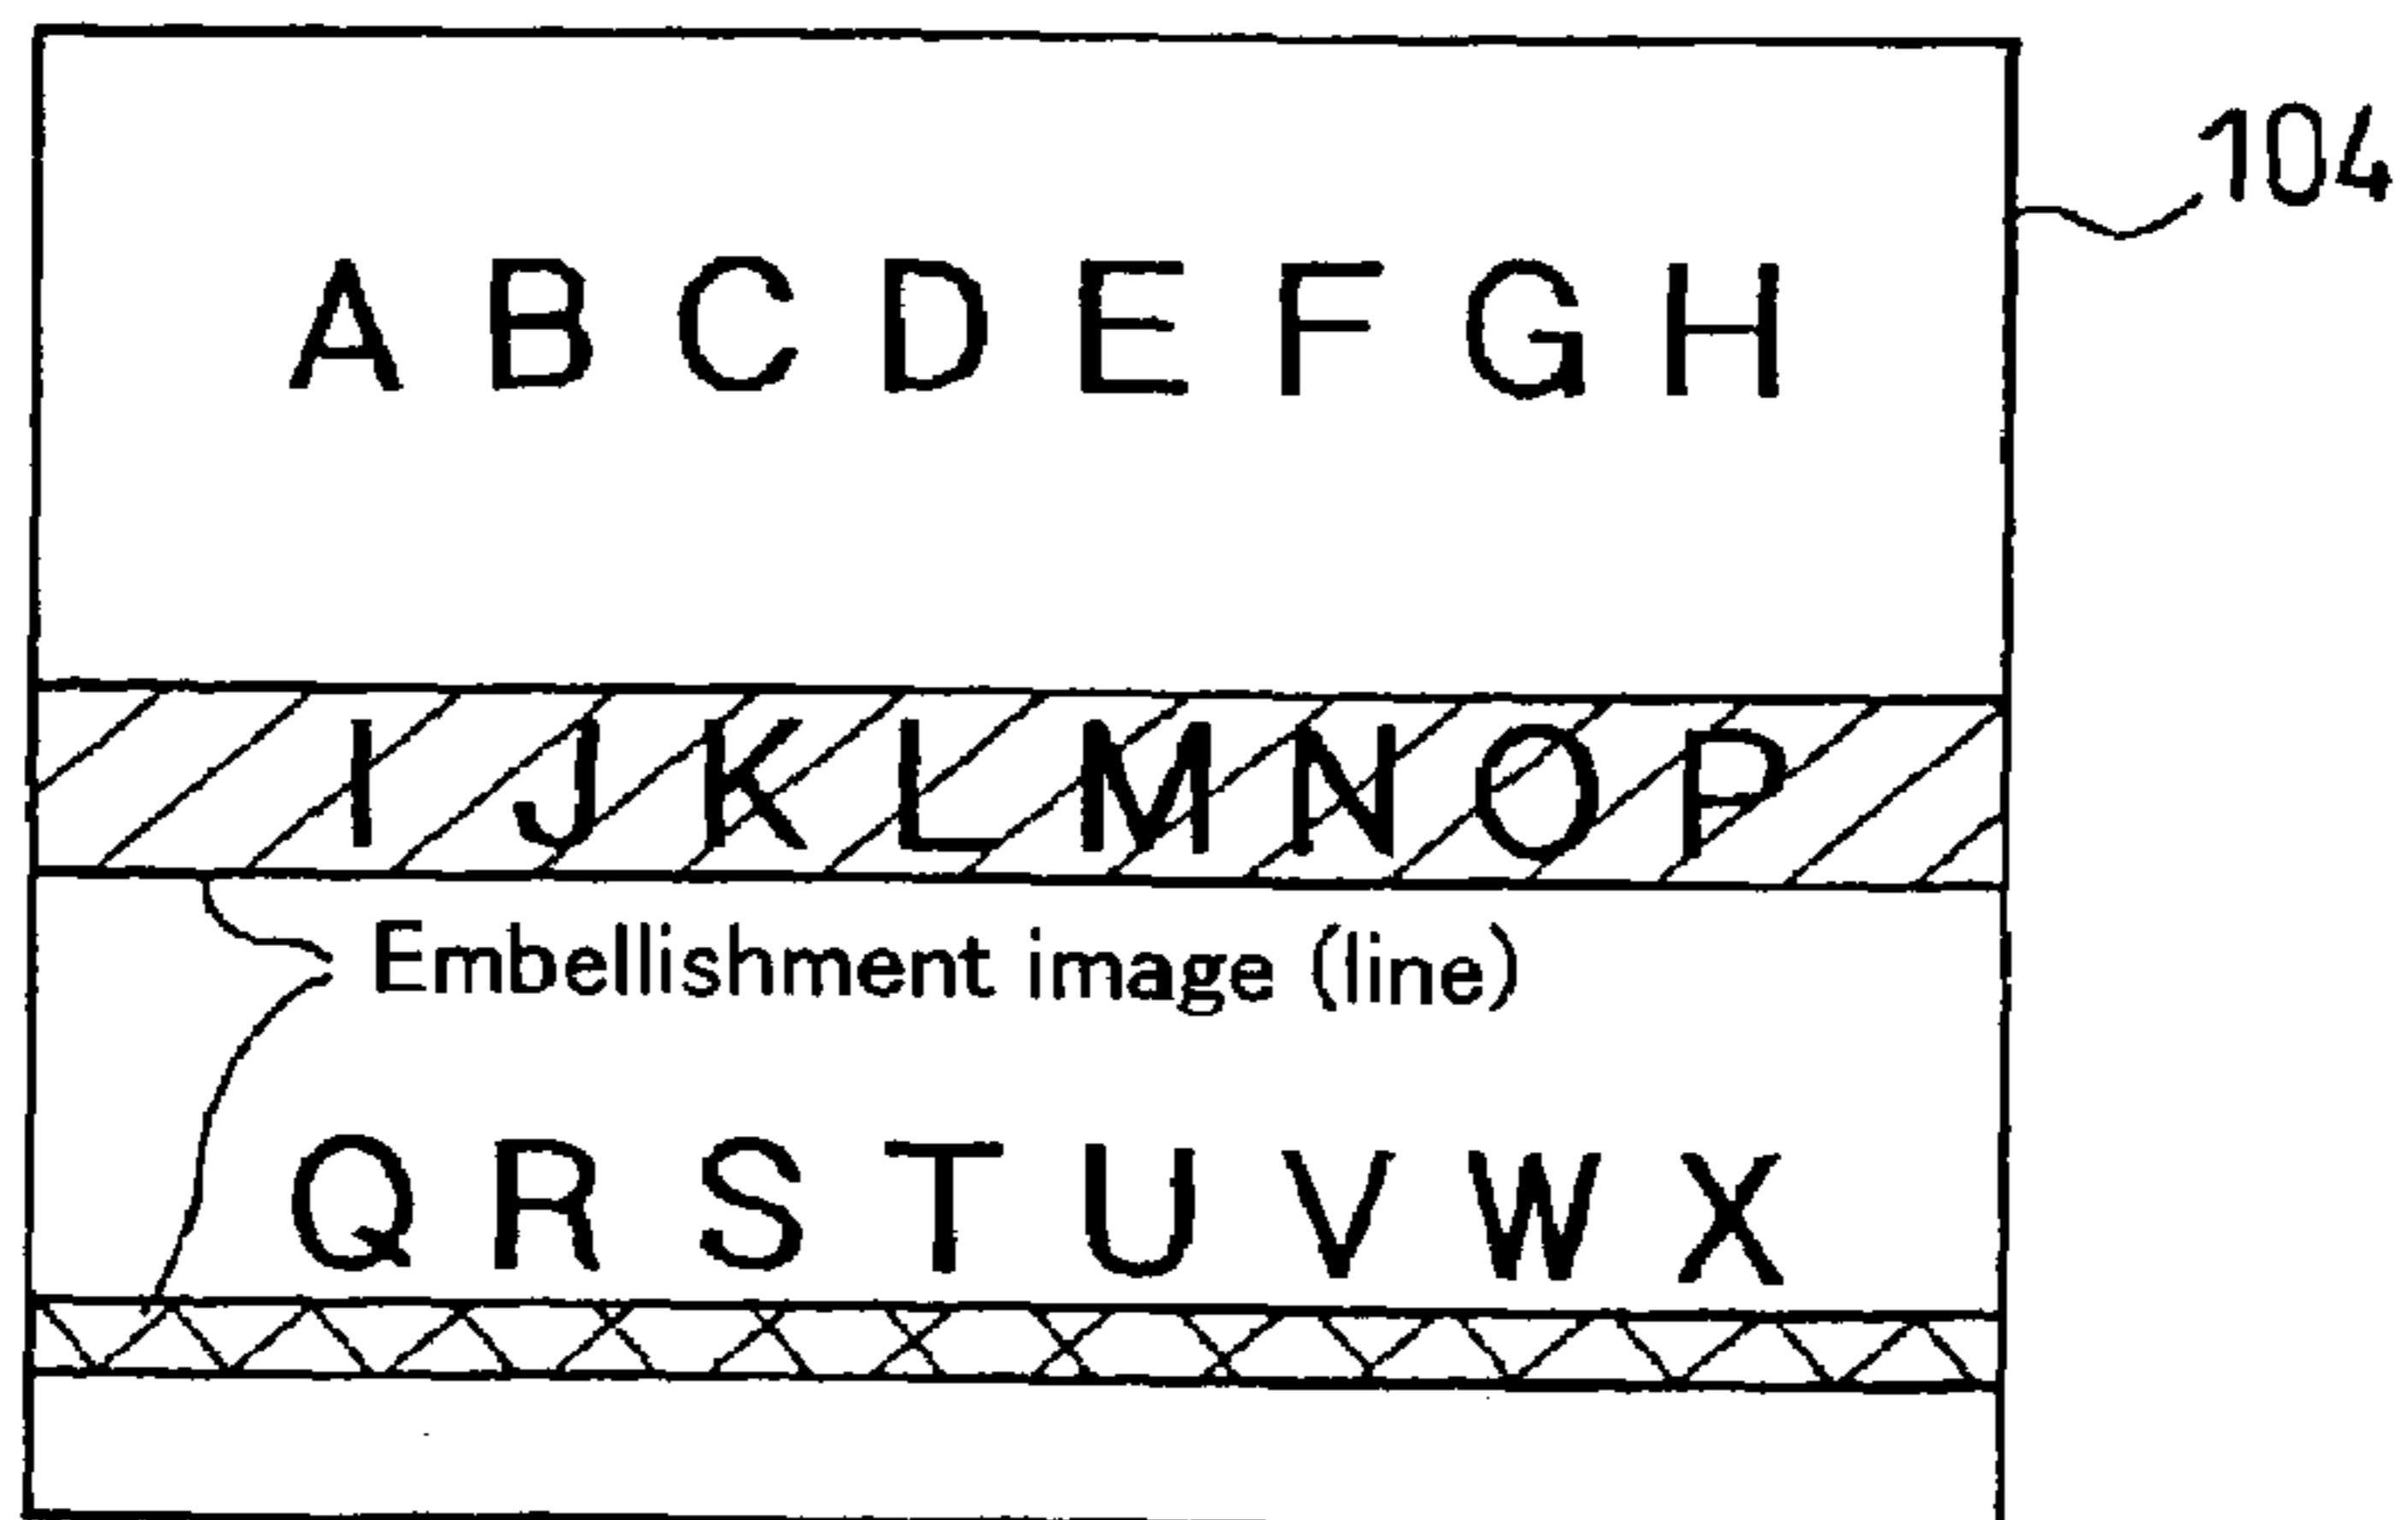 104
A B C D E F G H
I J K L M N O P
Embellishment image (line)
Q R S T U V W X